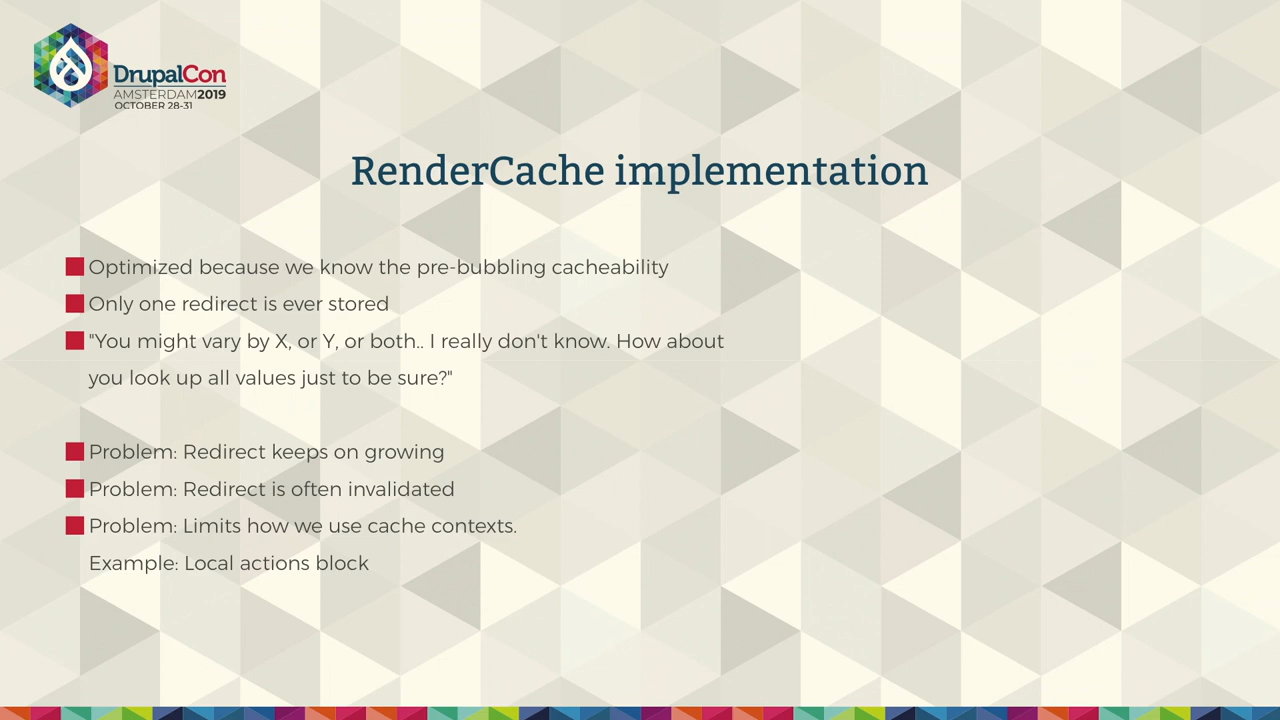 DrupalCon
AMSTERDAM2019
OCTOBER 28-31
RenderCache implementation
Optimized because we know the pre-bubbling cacheability
Only one redirect is ever stored
"You might vary by X, or Y, or both.. I really don't know. How about
you look up all values just to be sure?"
Problem: Redirect keeps on growing
Problem: Redirect is often invalidated
Problem: Limits how we use cache contexts.
Example: Local actions block